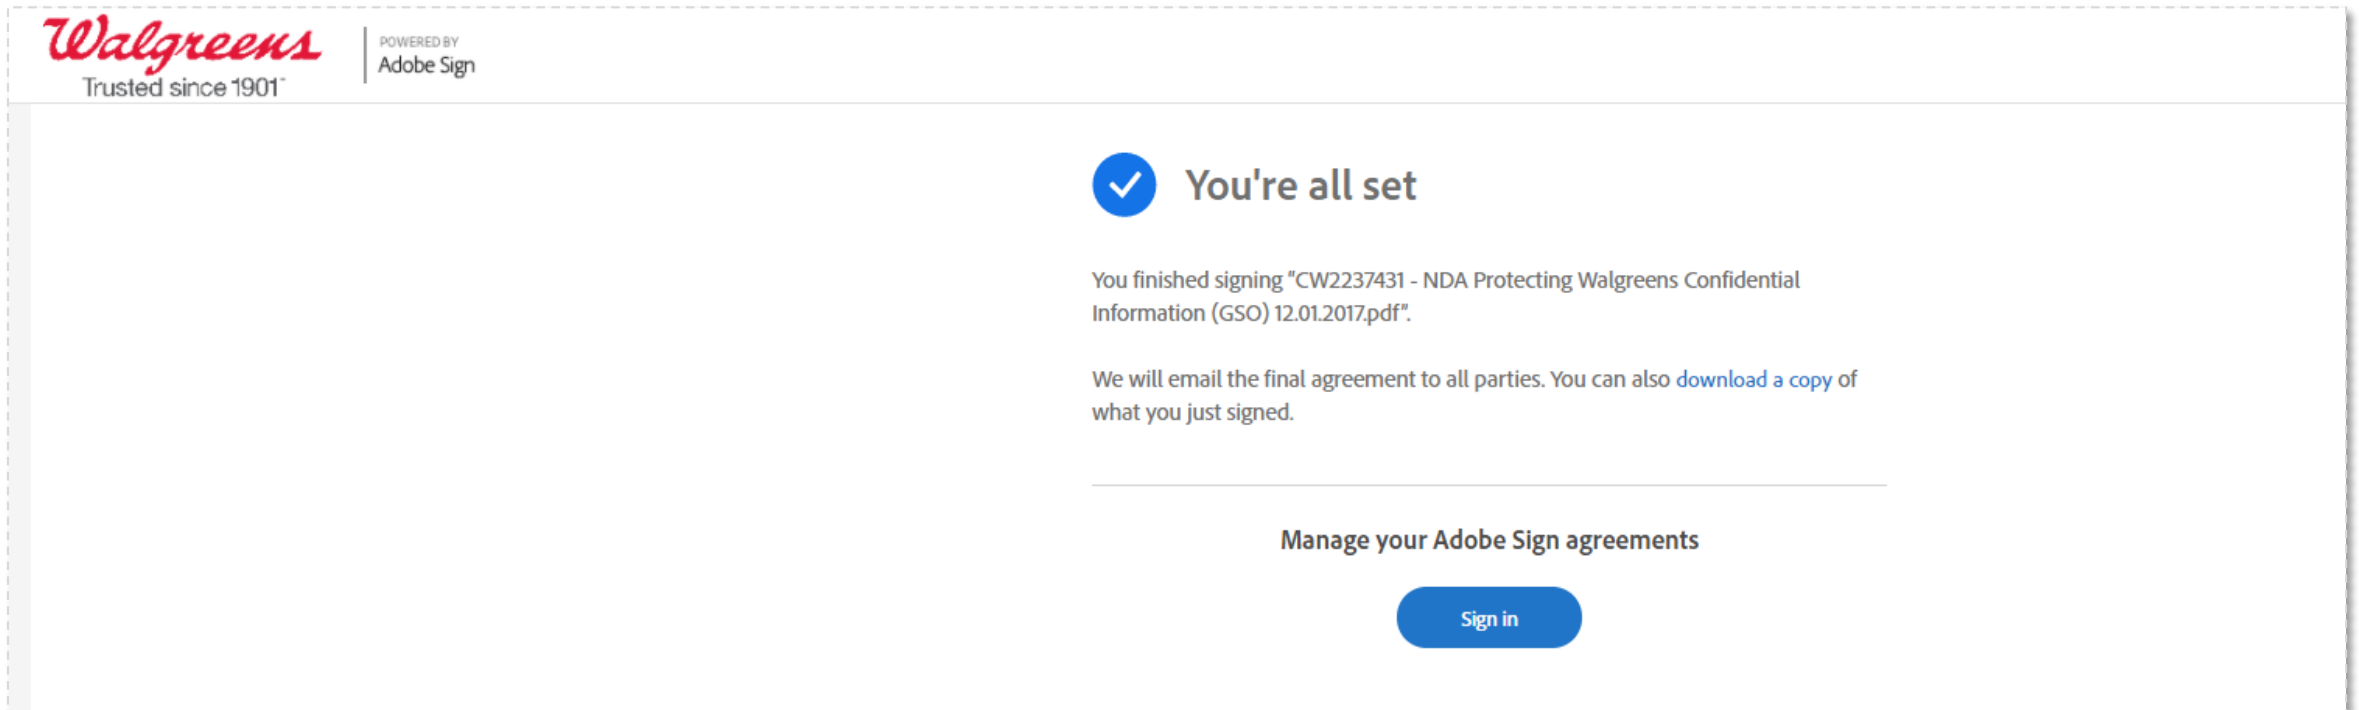 Walgreens
Trusted since 1901™
POWERED BY
Adobe Sign
You're all set
You finished signing "CW2237431 - NDA Protecting Walgreens Confidential
Information (GSO) 12.01.2017.pdf".
We will email the final agreement to all parties. You can also download a copy of
what you just signed.
Manage your Adobe Sign agreements
Sign in